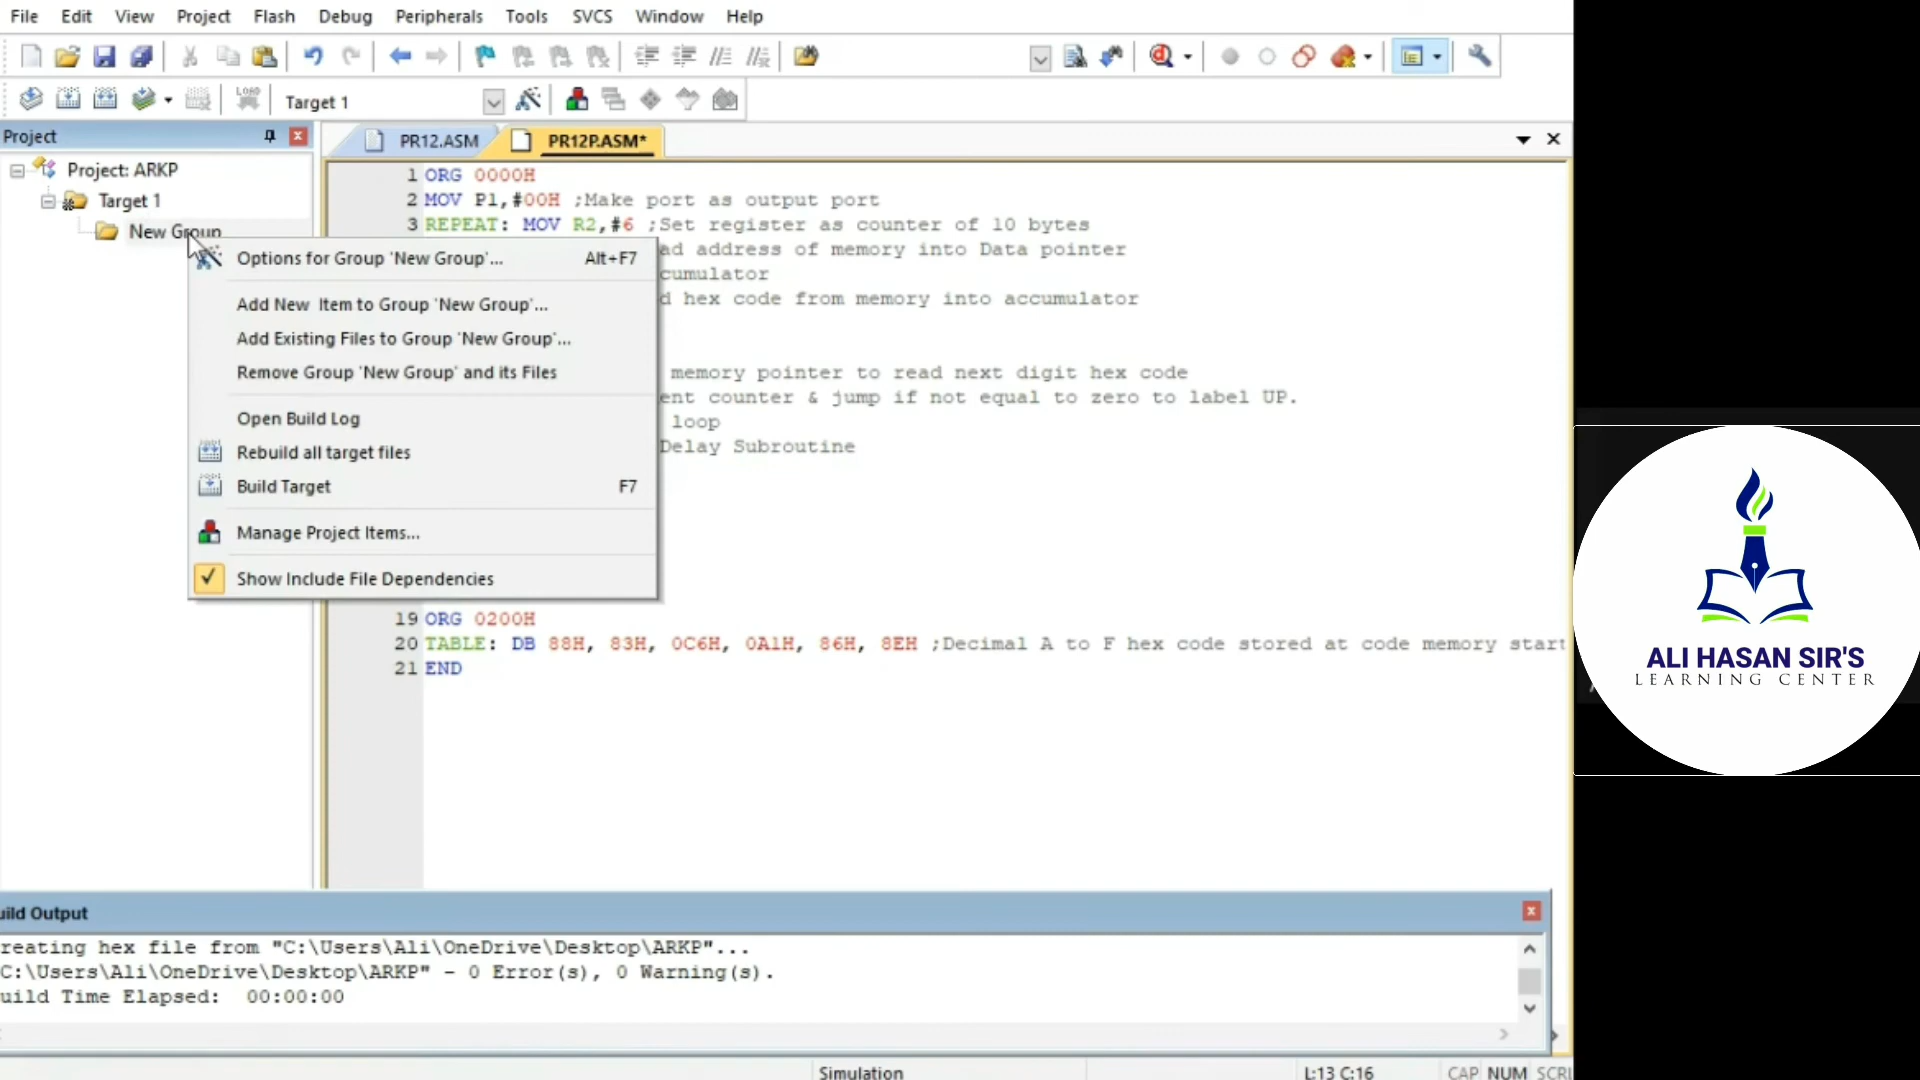 File Edit View Project Flash Debug Peripherals Tools SVCS Window Help
LOAD
Target 1
Project
Project: ARKP
Target 1
New Group
PR12.ASM PR12P.ASM*
1 ORG 0000H
2 MOV P1,#00H ;Make port as output port
3 REPEAT: MOV R2,#6 ;Set register as counter of 10 bytes
ad address of memory into Data pointer
cumulator
d hex code from memory into accumulator
memory pointer to read next digit hex code
ent counter & jump if not equal to zero to label UP.
loop
Delay Subroutine
Options for Group 'New Group'... Alt+F7
Add New Item to Group 'New Group'...
Add Existing Files to Group 'New Group'...
Remove Group 'New Group' and its Files
Open Build Log
Rebuild all target files
Build Target F7
Manage Project Items...
Show Include File Dependencies
19 ORG 0200H
20 TABLE: DB 88H, 83H, 0C6H, 0A1H, 86H, 8EH ;Decimal A to F hex code stored at code memory start
21 END
uild Output
reating hex file from "C:\Users\Ali\OneDrive\Desktop\ARKP"...
C:\Users\Ali\OneDrive\Desktop\ARKP" - 0 Error(s), 0 Warning(s).
uild Time Elapsed: 00:00:00
Simulation L:13 C:16 CAP NUM SCRL
ALI HASAN SIR'S
LEARNING CENTER